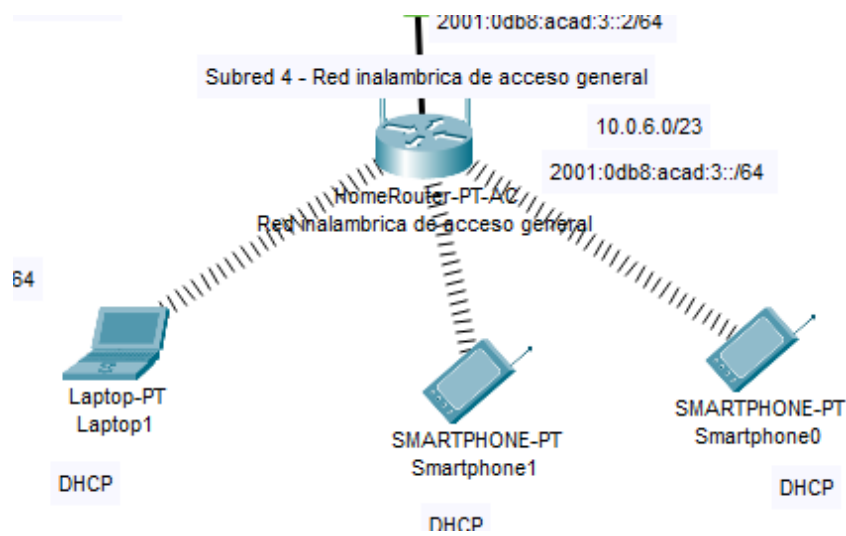 2001:0db8:acad:3::2/64
Subred 4 - Red inalambrica de acceso general
10.0.6.0/23
2001:0db8:acad:3::/64
HomeRouter-PT-AC
Red inalambrica de acceso general
64
Laptop-PT
Laptop1
DHCP
SMARTPHONE-PT
Smartphone1
DHCP
SMARTPHONE-PT
Smartphone0
DHCP